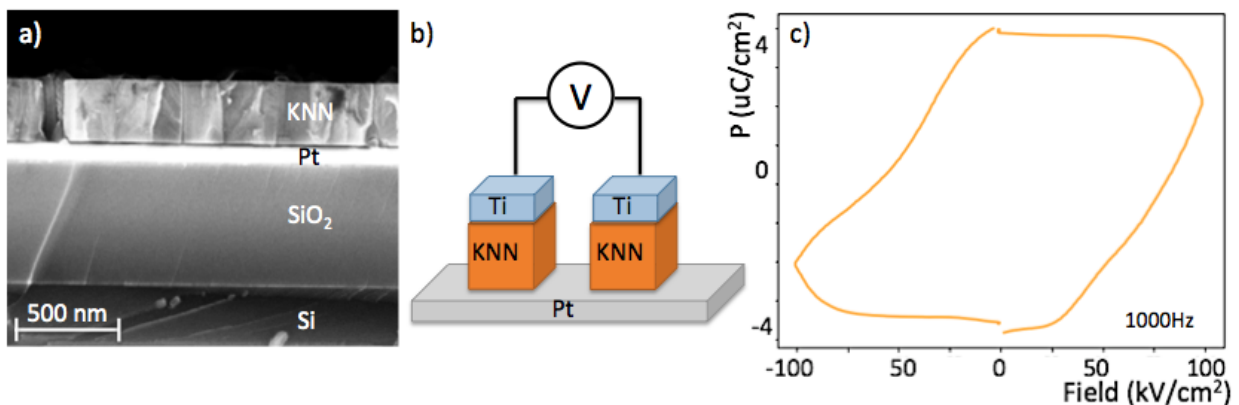 a)
KNN
Pt
SiO2
500 nm
Si
b)
V
Ti Ti
KNN KNN
Pt
c)
P (uC/cm2)
4
0
-4
1000Hz
-100 50 0 50 100
Field (kV/cm2)